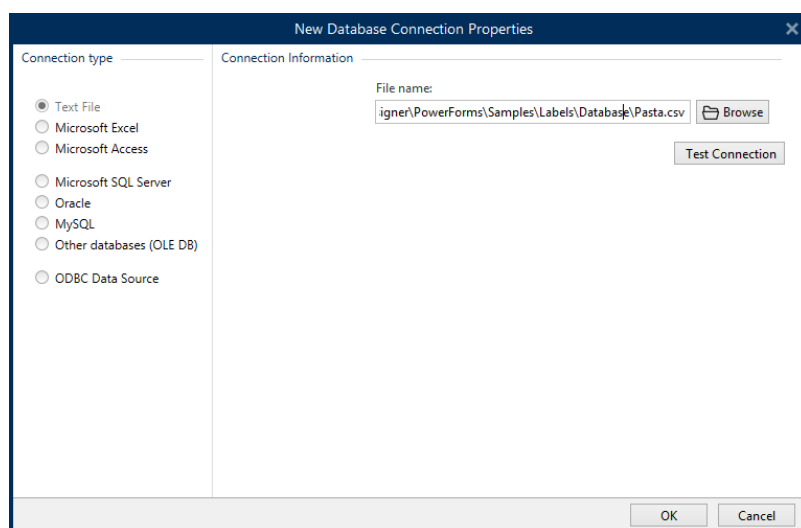 New Database Connection Properties
Connection type
Text File
Microsoft Excel
Microsoft Access
Microsoft SQL Server
Oracle
MySQL
Other databases (OLE DB)
ODBC Data Source
Connection Information
File name:
igner\PowerForms\Samples\Labels\Database\Pasta.csv
Browse
Test Connection
OK
Cancel